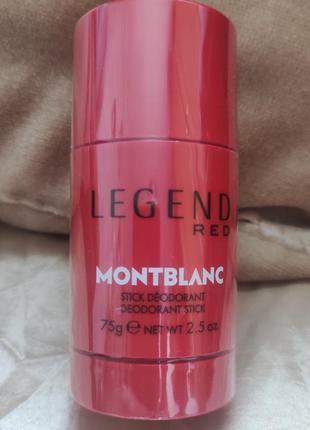 LEGEND
RED
MONTBLANC
STICK DÉODORANT
DEODORANT STICK
75g ℮ NET WT 2.5 oz.